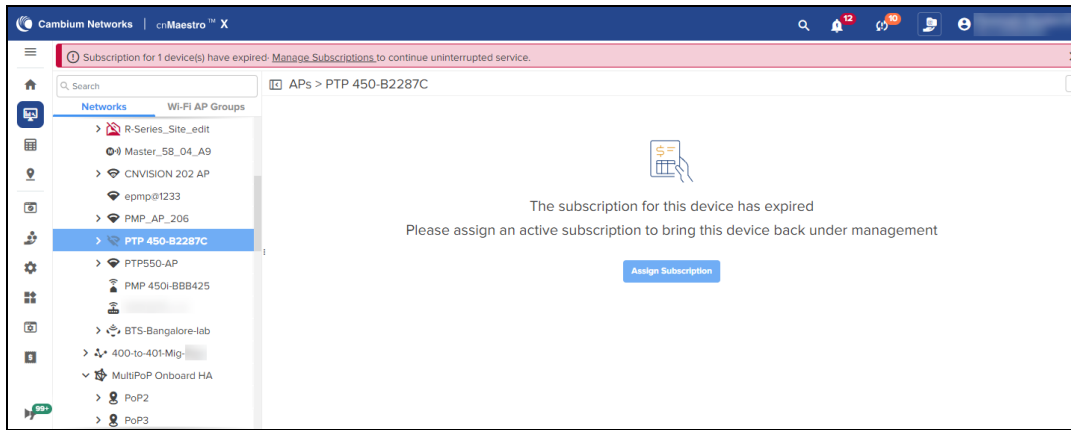 Cambium Networks | cnMaestro™ X
12
10
Subscription for 1 device(s) have expired- Manage Subscriptions to continue uninterrupted service.
Search
APs > PTP 450-B2287C
Networks
Wi-Fi AP Groups
R-Series_Site_edit
Master_58_04_A9
CNVISION 202 AP
epmp@1233
PMP_AP_206
PTP 450-B2287C
PTP550-AP
PMP 450i-BBB425
BTS-Bangalore-lab
400-to-401-Mig-
MultiPoP Onboard HA
PoP2
PoP3
99+
The subscription for this device has expired
Please assign an active subscription to bring this device back under management
Assign Subscription